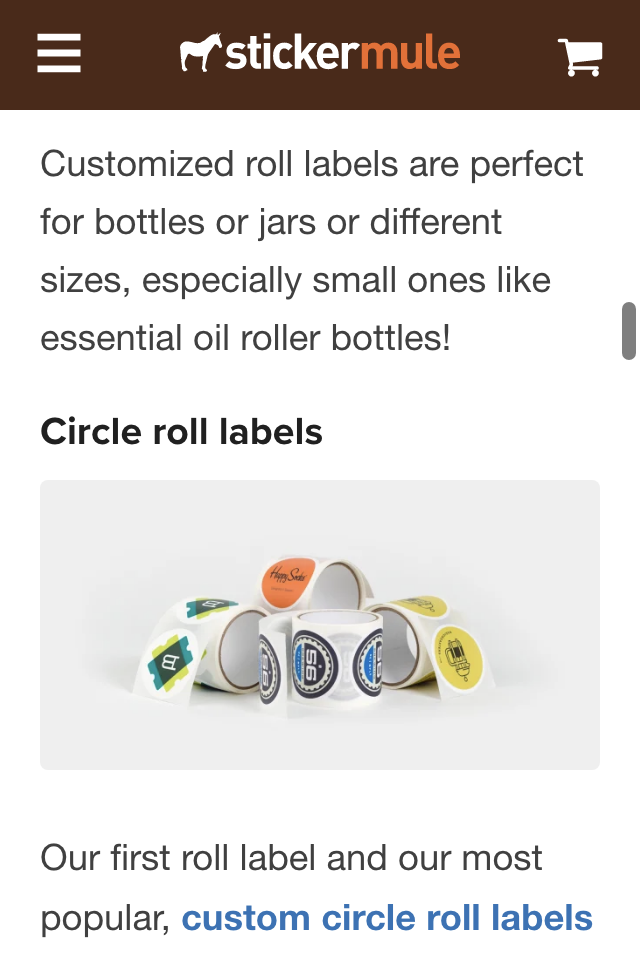 stickermule
Customized roll labels are perfect
for bottles or jars or different
sizes, especially small ones like
essential oil roller bottles!
Circle roll labels
Happy Socks
Our first roll label and our most
popular, custom circle roll labels